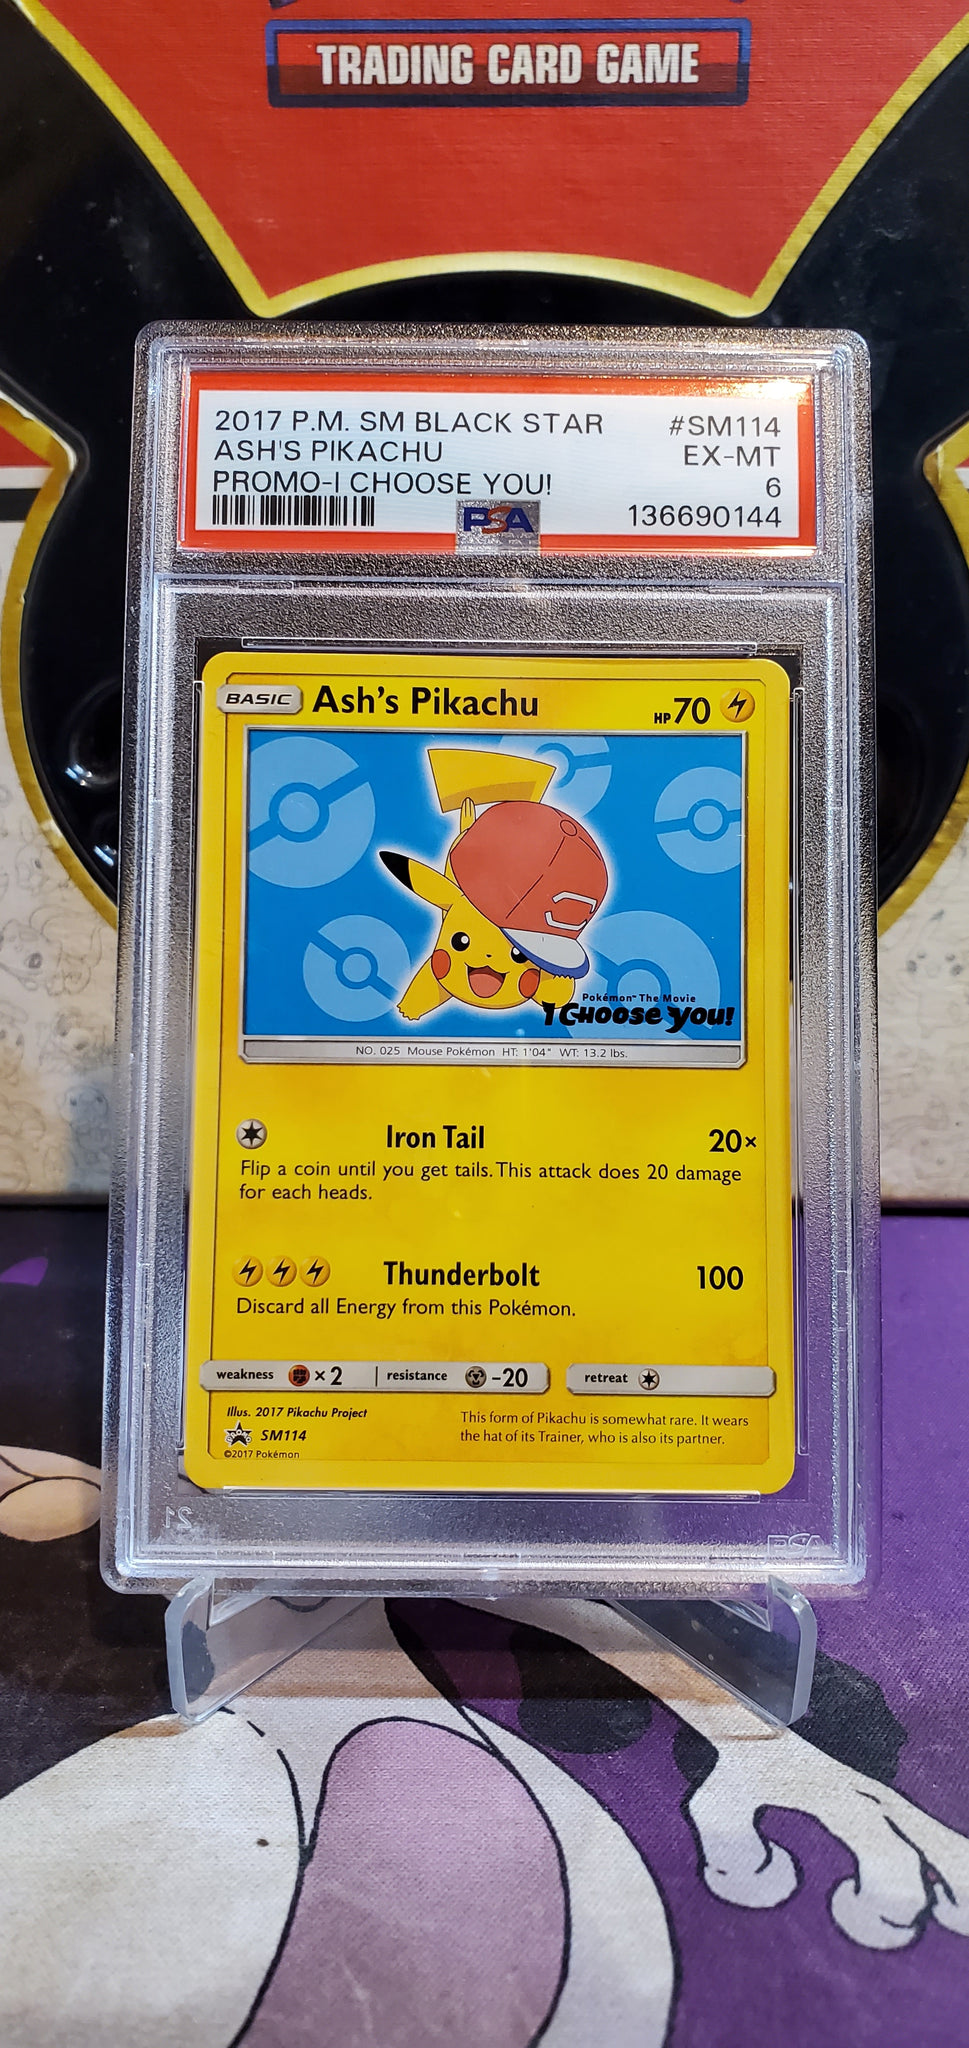 TRADING CARD GAME
2017 P.M. SM BLACK STAR #SM114
ASH'S PIKACHU EX-MT
PROMO-I CHOOSE YOU! 6
PSA 136690144
BASIC Ash's Pikachu HP70
Pokémon™ The Movie
I Choose You!
NO. 025 Mouse Pokémon HT: 1'04" WT: 13.2 lbs.
Iron Tail 20×
Flip a coin until you get tails. This attack does 20 damage
for each heads.
Thunderbolt 100
Discard all Energy from this Pokémon.
weakness ×2 resistance -20 retreat
Illus. 2017 Pikachu Project
SM114
©2017 Pokémon
This form of Pikachu is somewhat rare. It wears
the hat of its Trainer, who is also its partner.
21 PSA